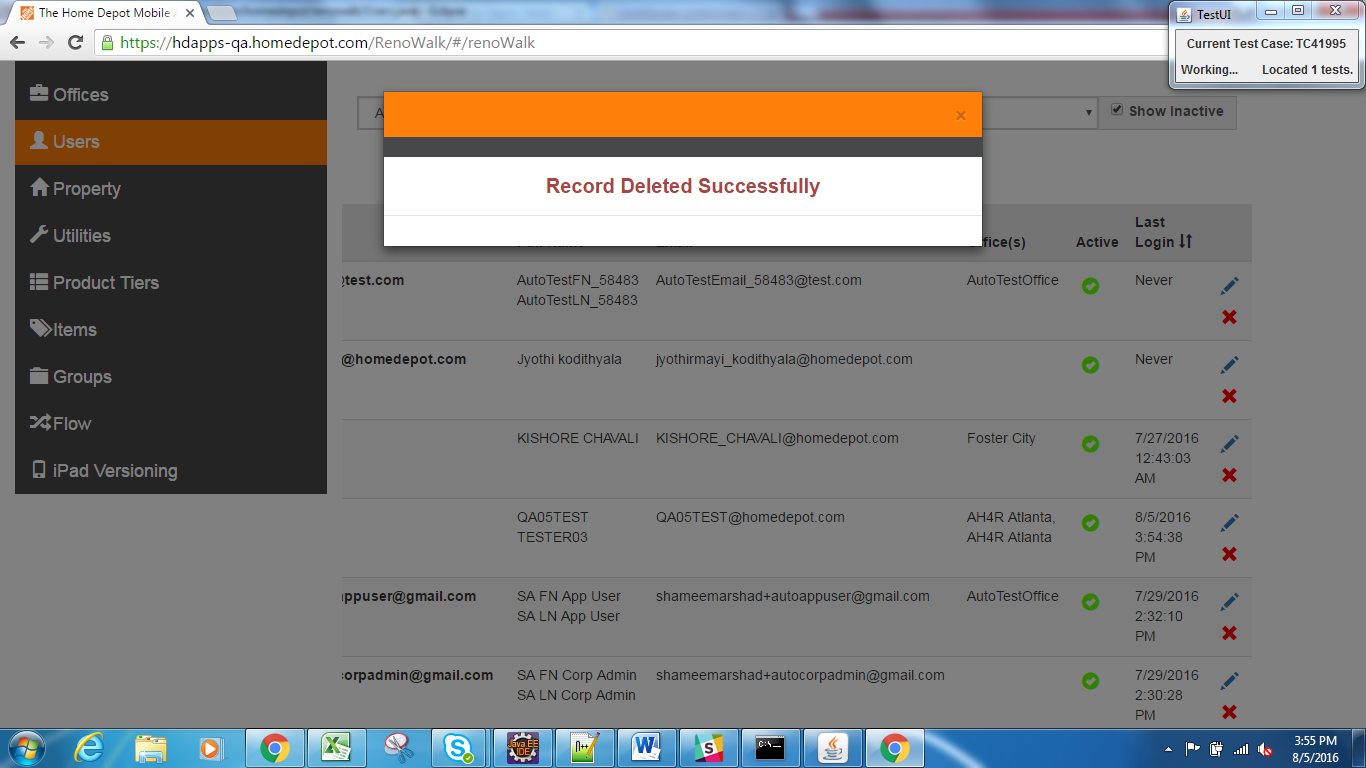 The Home Depot Mobile
TestUI
Current Test Case: TC41995
Working... Located 1 tests.
https://hdapps-qa.homedepot.com/RenoWalk/#/renoWalk
Offices
Users
Property
Utilities
Product Tiers
Items
Groups
Flow
iPad Versioning
A
×
Show Inactive
Record Deleted Successfully
ffice(s) Active Last
Login
@test.com AutoTestFN_58483
AutoTestLN_58483 AutoTestEmail_58483@test.com AutoTestOffice Never
@homedepot.com Jyothi kodithyala jyothirmayi_kodithyala@homedepot.com Never
KISHORE CHAVALI KISHORE_CHAVALI@homedepot.com Foster City 7/27/2016
12:43:03
AM
QA05TEST
TESTER03 QA05TEST@homedepot.com AH4R Atlanta,
AH4R Atlanta 8/5/2016
3:54:38
PM
appuser@gmail.com SA FN App User
SA LN App User shameemarshad+autoappuser@gmail.com AutoTestOffice 7/29/2016
2:32:10
PM
corpadmin@gmail.com SA FN Corp Admin
SA LN Corp Admin shameemarshad+autocorpadmin@gmail.com 7/29/2016
2:30:28
PM
Java EE
IDE
C:\
3:55 PM
8/5/2016